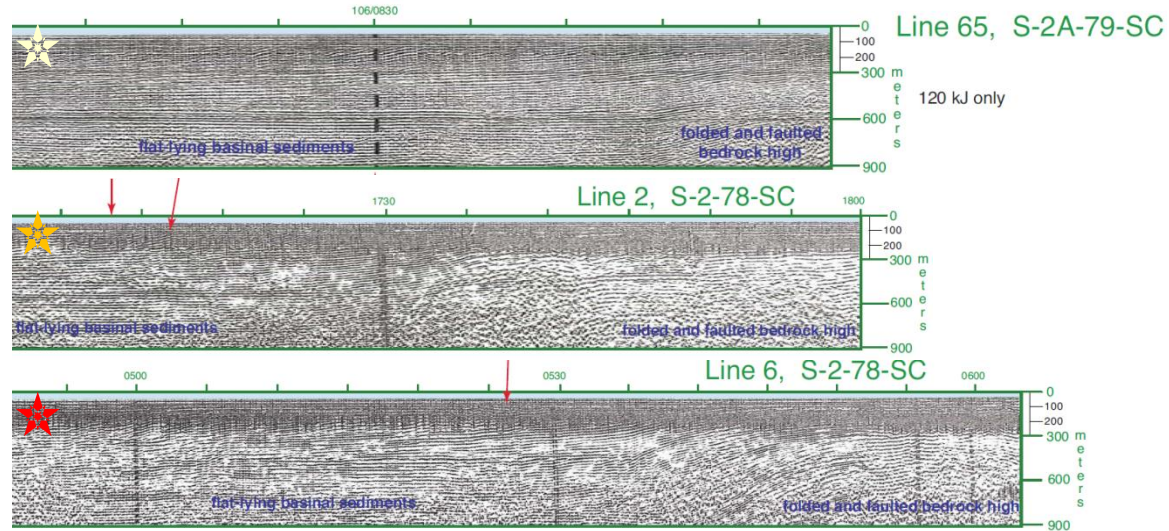 106/0830
Line 65, S-2A-79-SC
0
100
200
300
600
900
meters
120 kJ only
flat-lying basinal sediments
folded and faulted
bedrock high
Line 2, S-2-78-SC
1730
1800
0
100
200
300
600
900
meters
flat-lying basinal sediments
folded and faulted bedrock high
Line 6, S-2-78-SC
0500
0530
0600
0
100
200
300
600
900
meters
flat-lying basinal sediments
folded and faulted bedrock high